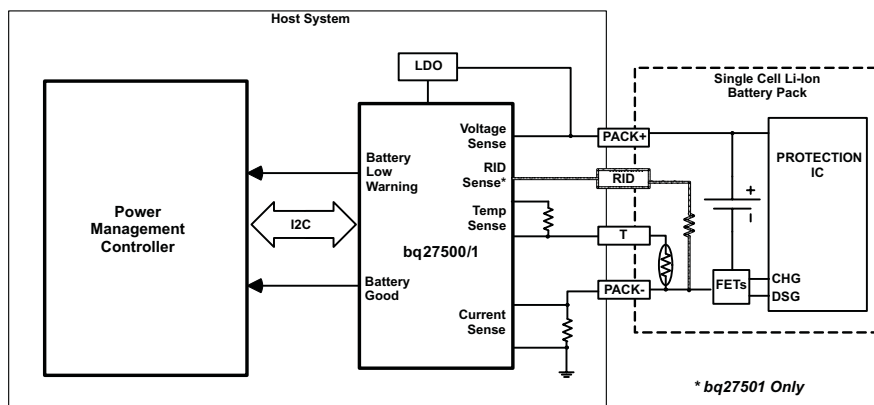 Host System
LDO
Single Cell Li-Ion
Battery Pack
Voltage
Sense
PACK+
Battery
Low
Warning
RID
Sense*
RID
PROTECTION
IC
+
–
Power
Management
Controller
I2C
Temp
Sense
T
bq27500/1
Battery
Good
PACK-
FETs
CHG
DSG
Current
Sense
* bq27501 Only